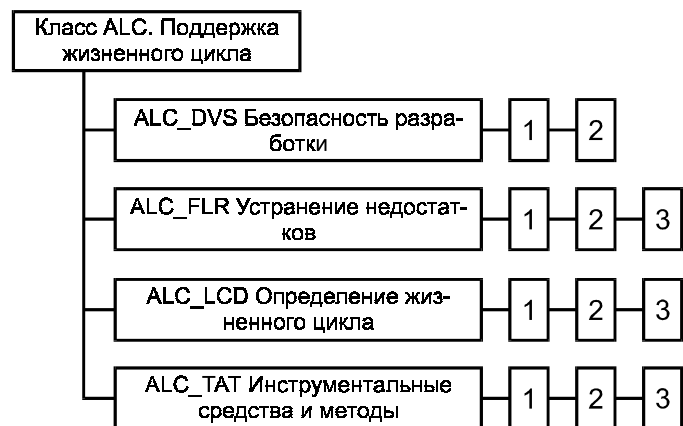 Класс ALC. Поддержка
жизненного цикла
ALC_DVS Безопасность разра-
ботки
1
2
ALC_FLR Устранение недостат-
ков
1
2
3
ALC_LCD Определение жиз-
ненного цикла
1
2
3
ALC_TAT Инструментальные
средства и методы
1
2
3